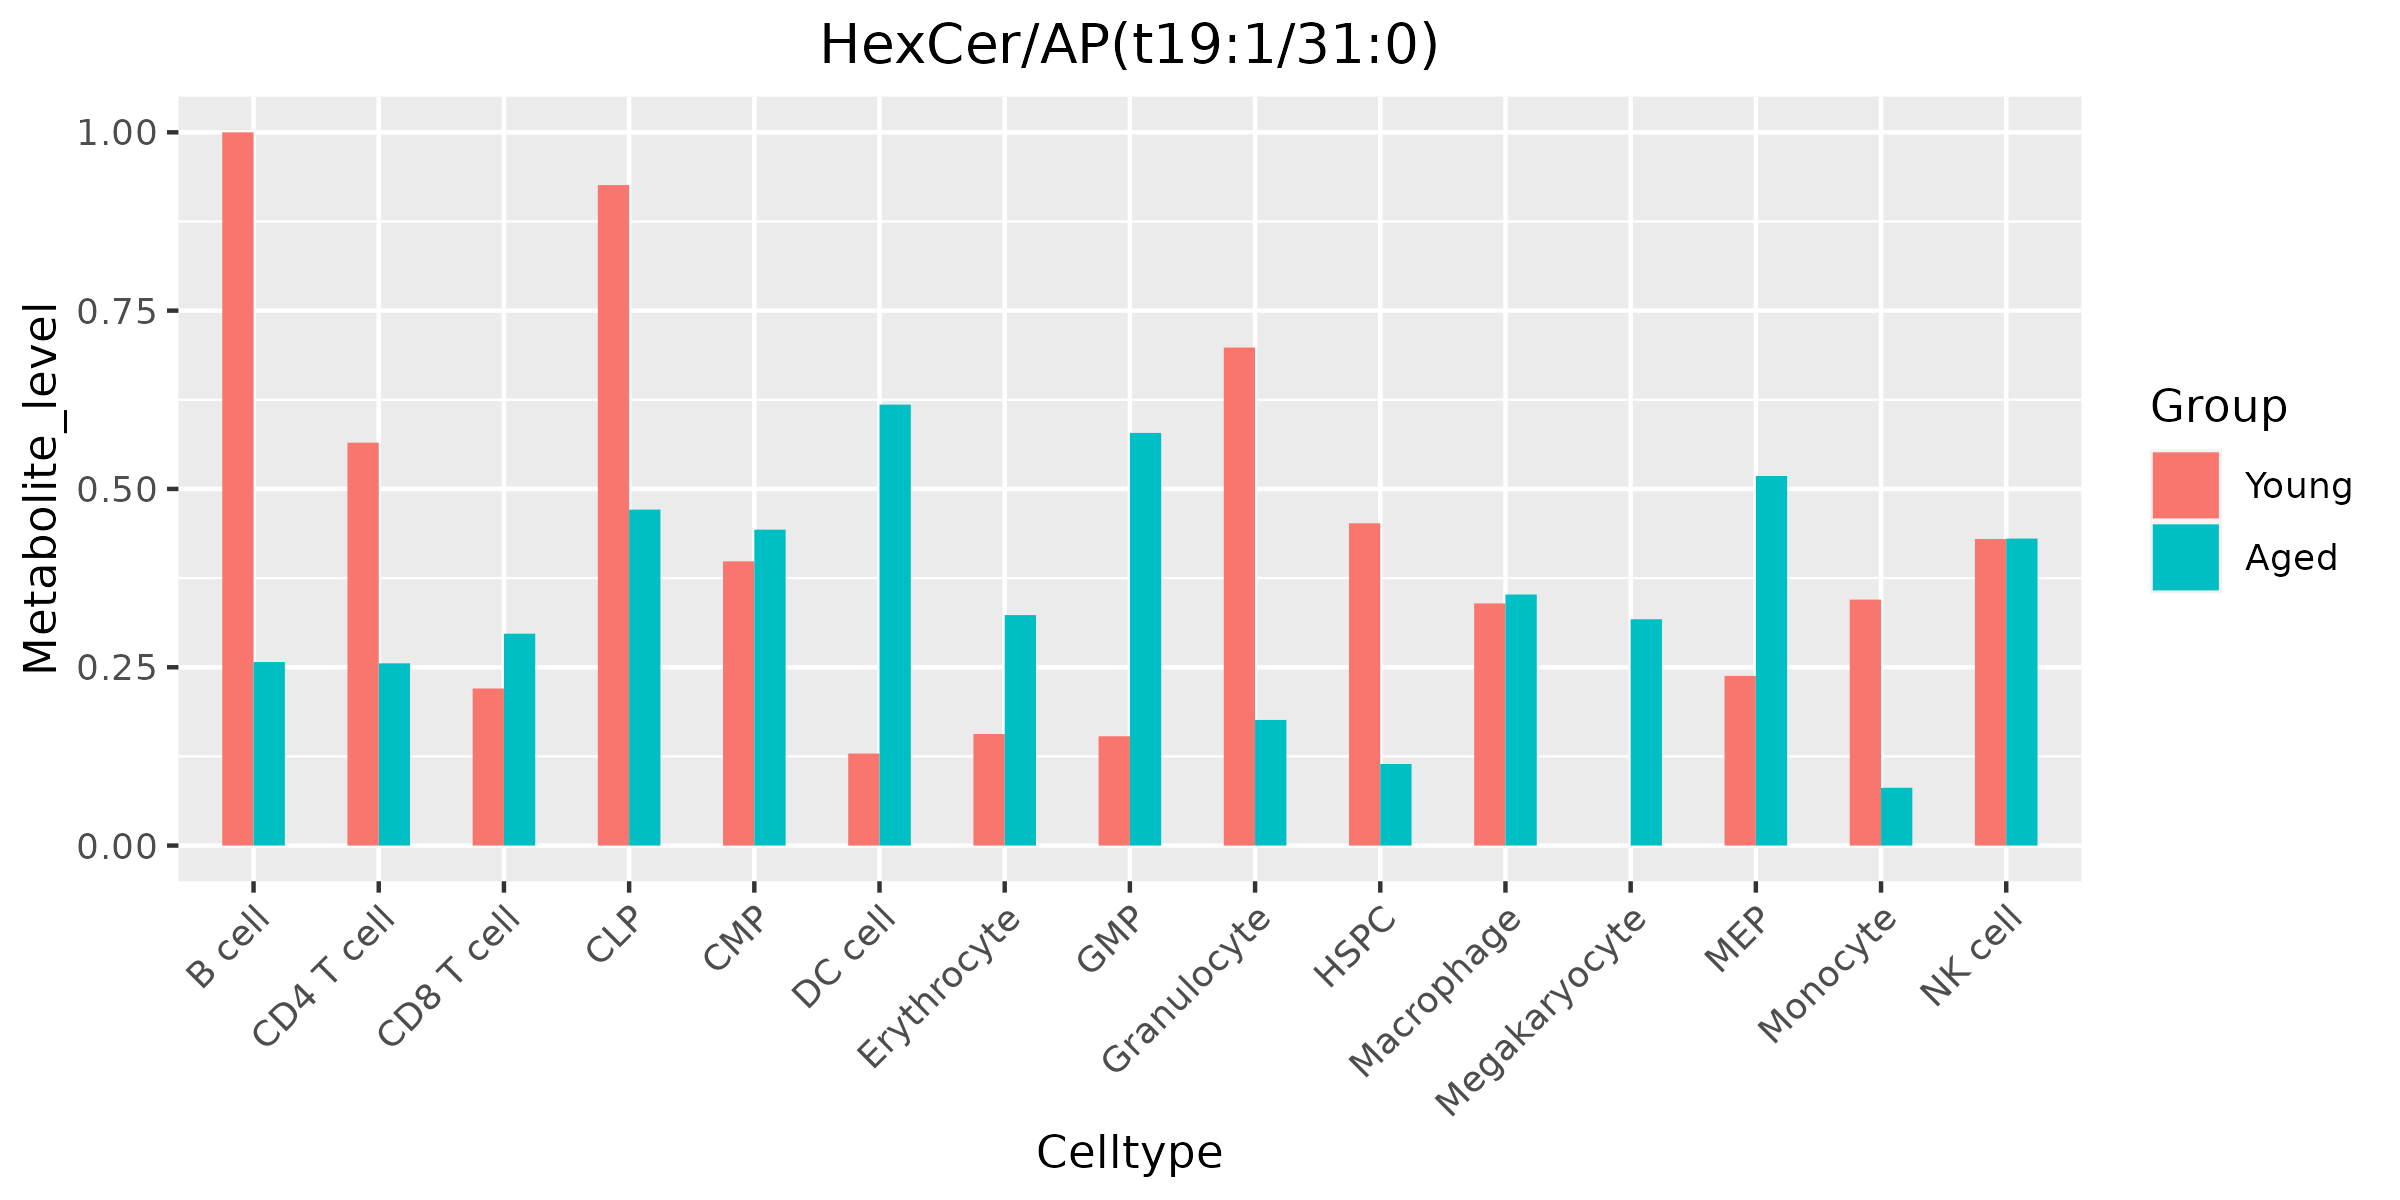 HexCer/AP(t19:1/31:0)
Metabolite_level
1.00
0.75
0.50
0.25
0.00
B cell
CD4 T cell
CD8 T cell
CLP
CMP
DC cell
Erythrocyte
GMP
Granulocyte
HSPC
Macrophage
Megakaryocyte
MEP
Monocyte
NK cell
Celltype
Group
Young
Aged